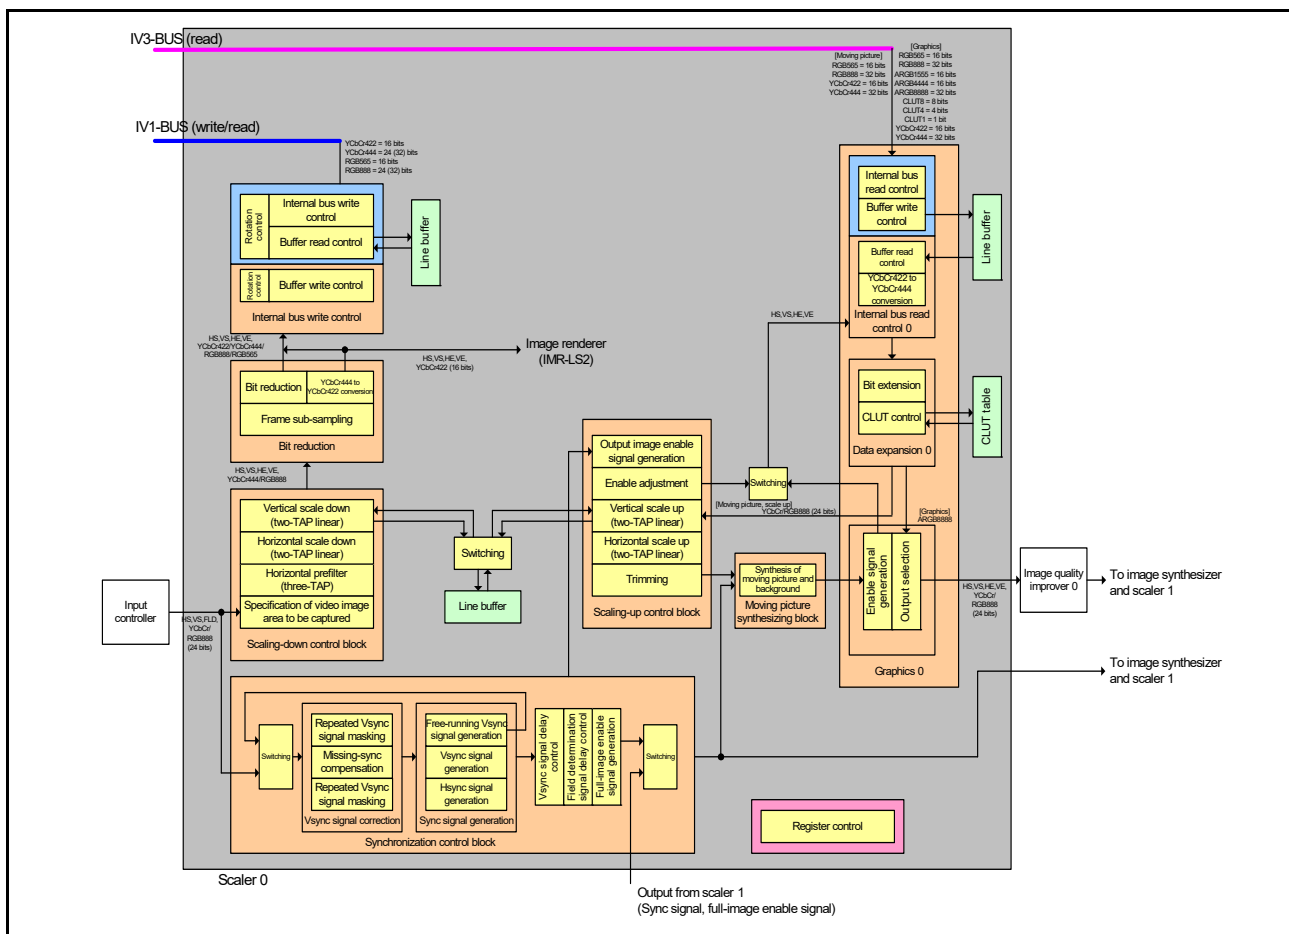 IV3-BUS (read)
[Moving picture]
RGB565 = 16 bits
RGB888 = 32 bits
YCbCr422 = 16 bits
YCbCr444 = 32 bits
[Graphics]
RGB565 = 16 bits
RGB888 = 32 bits
ARGB1555 = 16 bits
ARGB4444 = 16 bits
ARGB8888 = 32 bits
CLUT8 = 8 bits
CLUT4 = 4 bits
CLUT1 = 1 bit
YCbCr422 = 16 bits
YCbCr444 = 32 bits
IV1-BUS (write/read)
YCbCr422 = 16 bits
YCbCr444 = 24 (32) bits
RGB565 = 16 bits
RGB888 = 24 (32) bits
Rotation
control
Internal bus write
control
Buffer read control
Line buffer
Rotation
control
Buffer write control
Internal bus write control
Internal bus
read control
Buffer write
control
Line buffer
Buffer read
control
YCbCr422 to
YCbCr444
conversion
Internal bus read
control 0
HS,VS,HE,VE
HS,VS,HE,VE,
YCbCr422/YCbCr444/
RGB888/RGB565
Image renderer
(IMR-LS2)
HS,VS,HE,VE,
YCbCr422 (16 bits)
Bit reduction
YCbCr444 to
YCbCr422 conversion
Frame sub-sampling
Bit reduction
Bit extension
CLUT control
CLUT table
Data expansion 0
HS,VS,HE,VE,
YCbCr444/RGB888
Output image enable
signal generation
Enable adjustment
Vertical scale up
(two-TAP linear)
Horizontal scale up
(two-TAP linear)
Trimming
Scaling-up control block
Switching
[Moving picture, scale up]
YCbCr/RGB888 (24 bits)
[Graphics]
ARGB8888
Vertical scale down
(two-TAP linear)
Horizontal scale down
(two-TAP linear)
Horizontal prefilter
(three-TAP)
Specification of video image
area to be captured
Scaling-down control block
Switching
Line buffer
Synthesis of
moving picture and
background
Moving picture
synthesizing block
Enable signal
generation
Output selection
Graphics 0
HS,VS,HE,VE,
YCbCr/
RGB888
(24 bits)
Image quality
improver 0
To image synthesizer
and scaler 1
Input
controller
HS,VS,FLD,
YCbCr/
RGB888
(24 bits)
To image synthesizer
and scaler 1
Switching
Repeated Vsync
signal masking
Missing-sync
compensation
Repeated Vsync
signal masking
Vsync signal correction
Free-running Vsync
signal generation
Vsync signal
generation
Hsync signal
generation
Sync signal generation
Vsync signal delay
control
Field determination
signal delay control
Full-image enable
signal generation
Switching
Synchronization control block
Register control
Scaler 0
Output from scaler 1
(Sync signal, full-image enable signal)